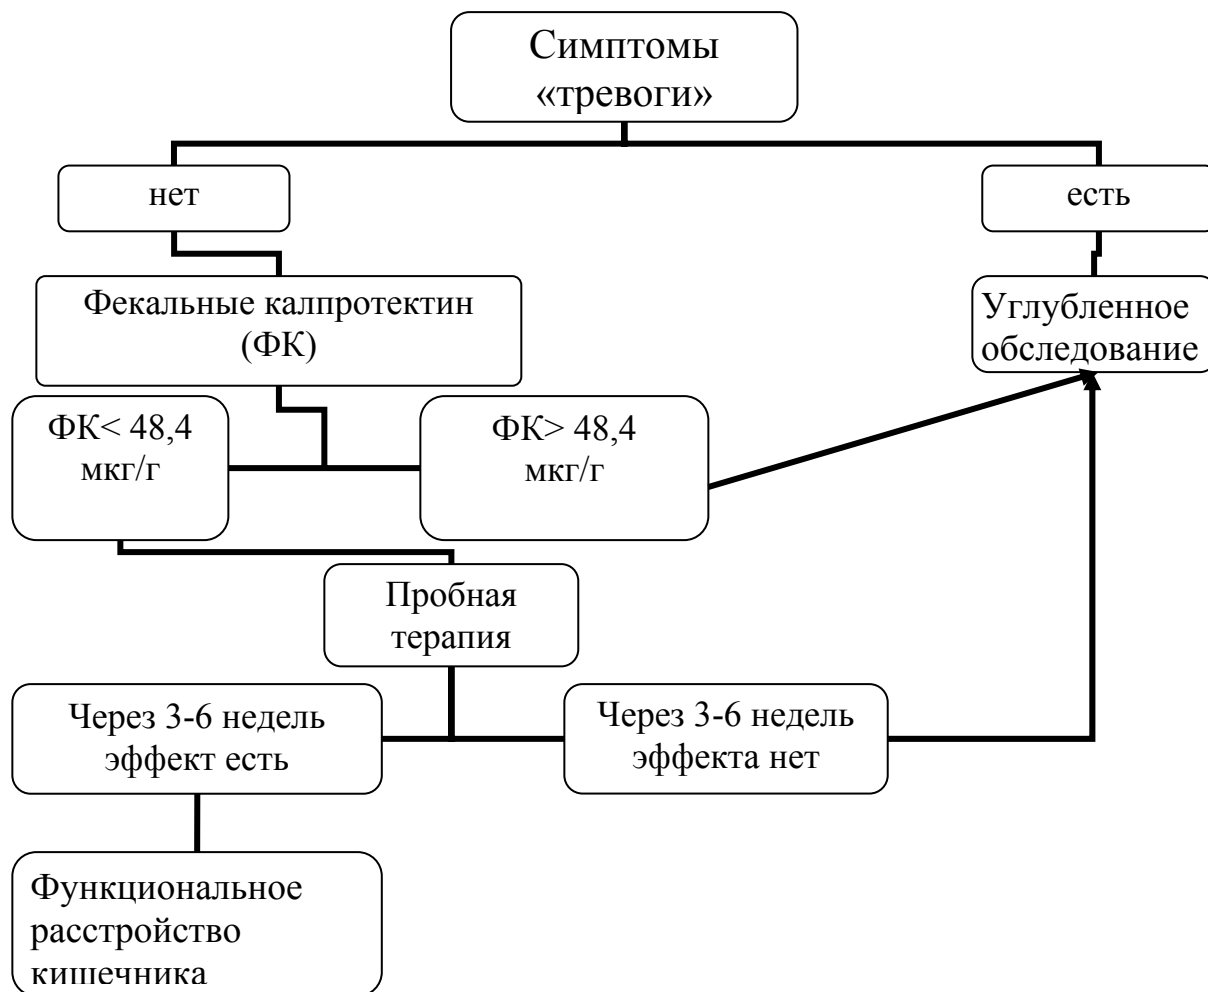 Симптомы
«тревоги»
нет
есть
Фекальные калпротектин
(ФК)
Углубленное
обследование
ФК< 48,4
мкг/г
ФК> 48,4
мкг/г
Пробная
терапия
Через 3-6 недель
эффект есть
Через 3-6 недель
эффекта нет
Функциональное
расстройство
кишечника